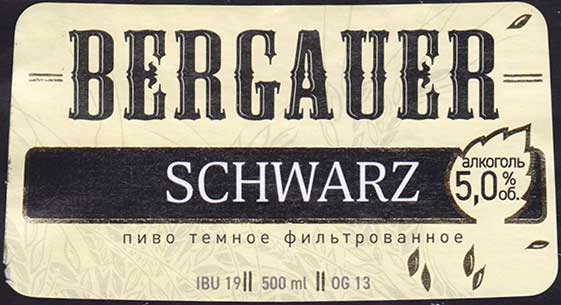 BERGAUER
SCHWARZ
алкоголь
5,0% об.
пиво темное фильтрованное
IBU 19 || 500 ml || OG 13